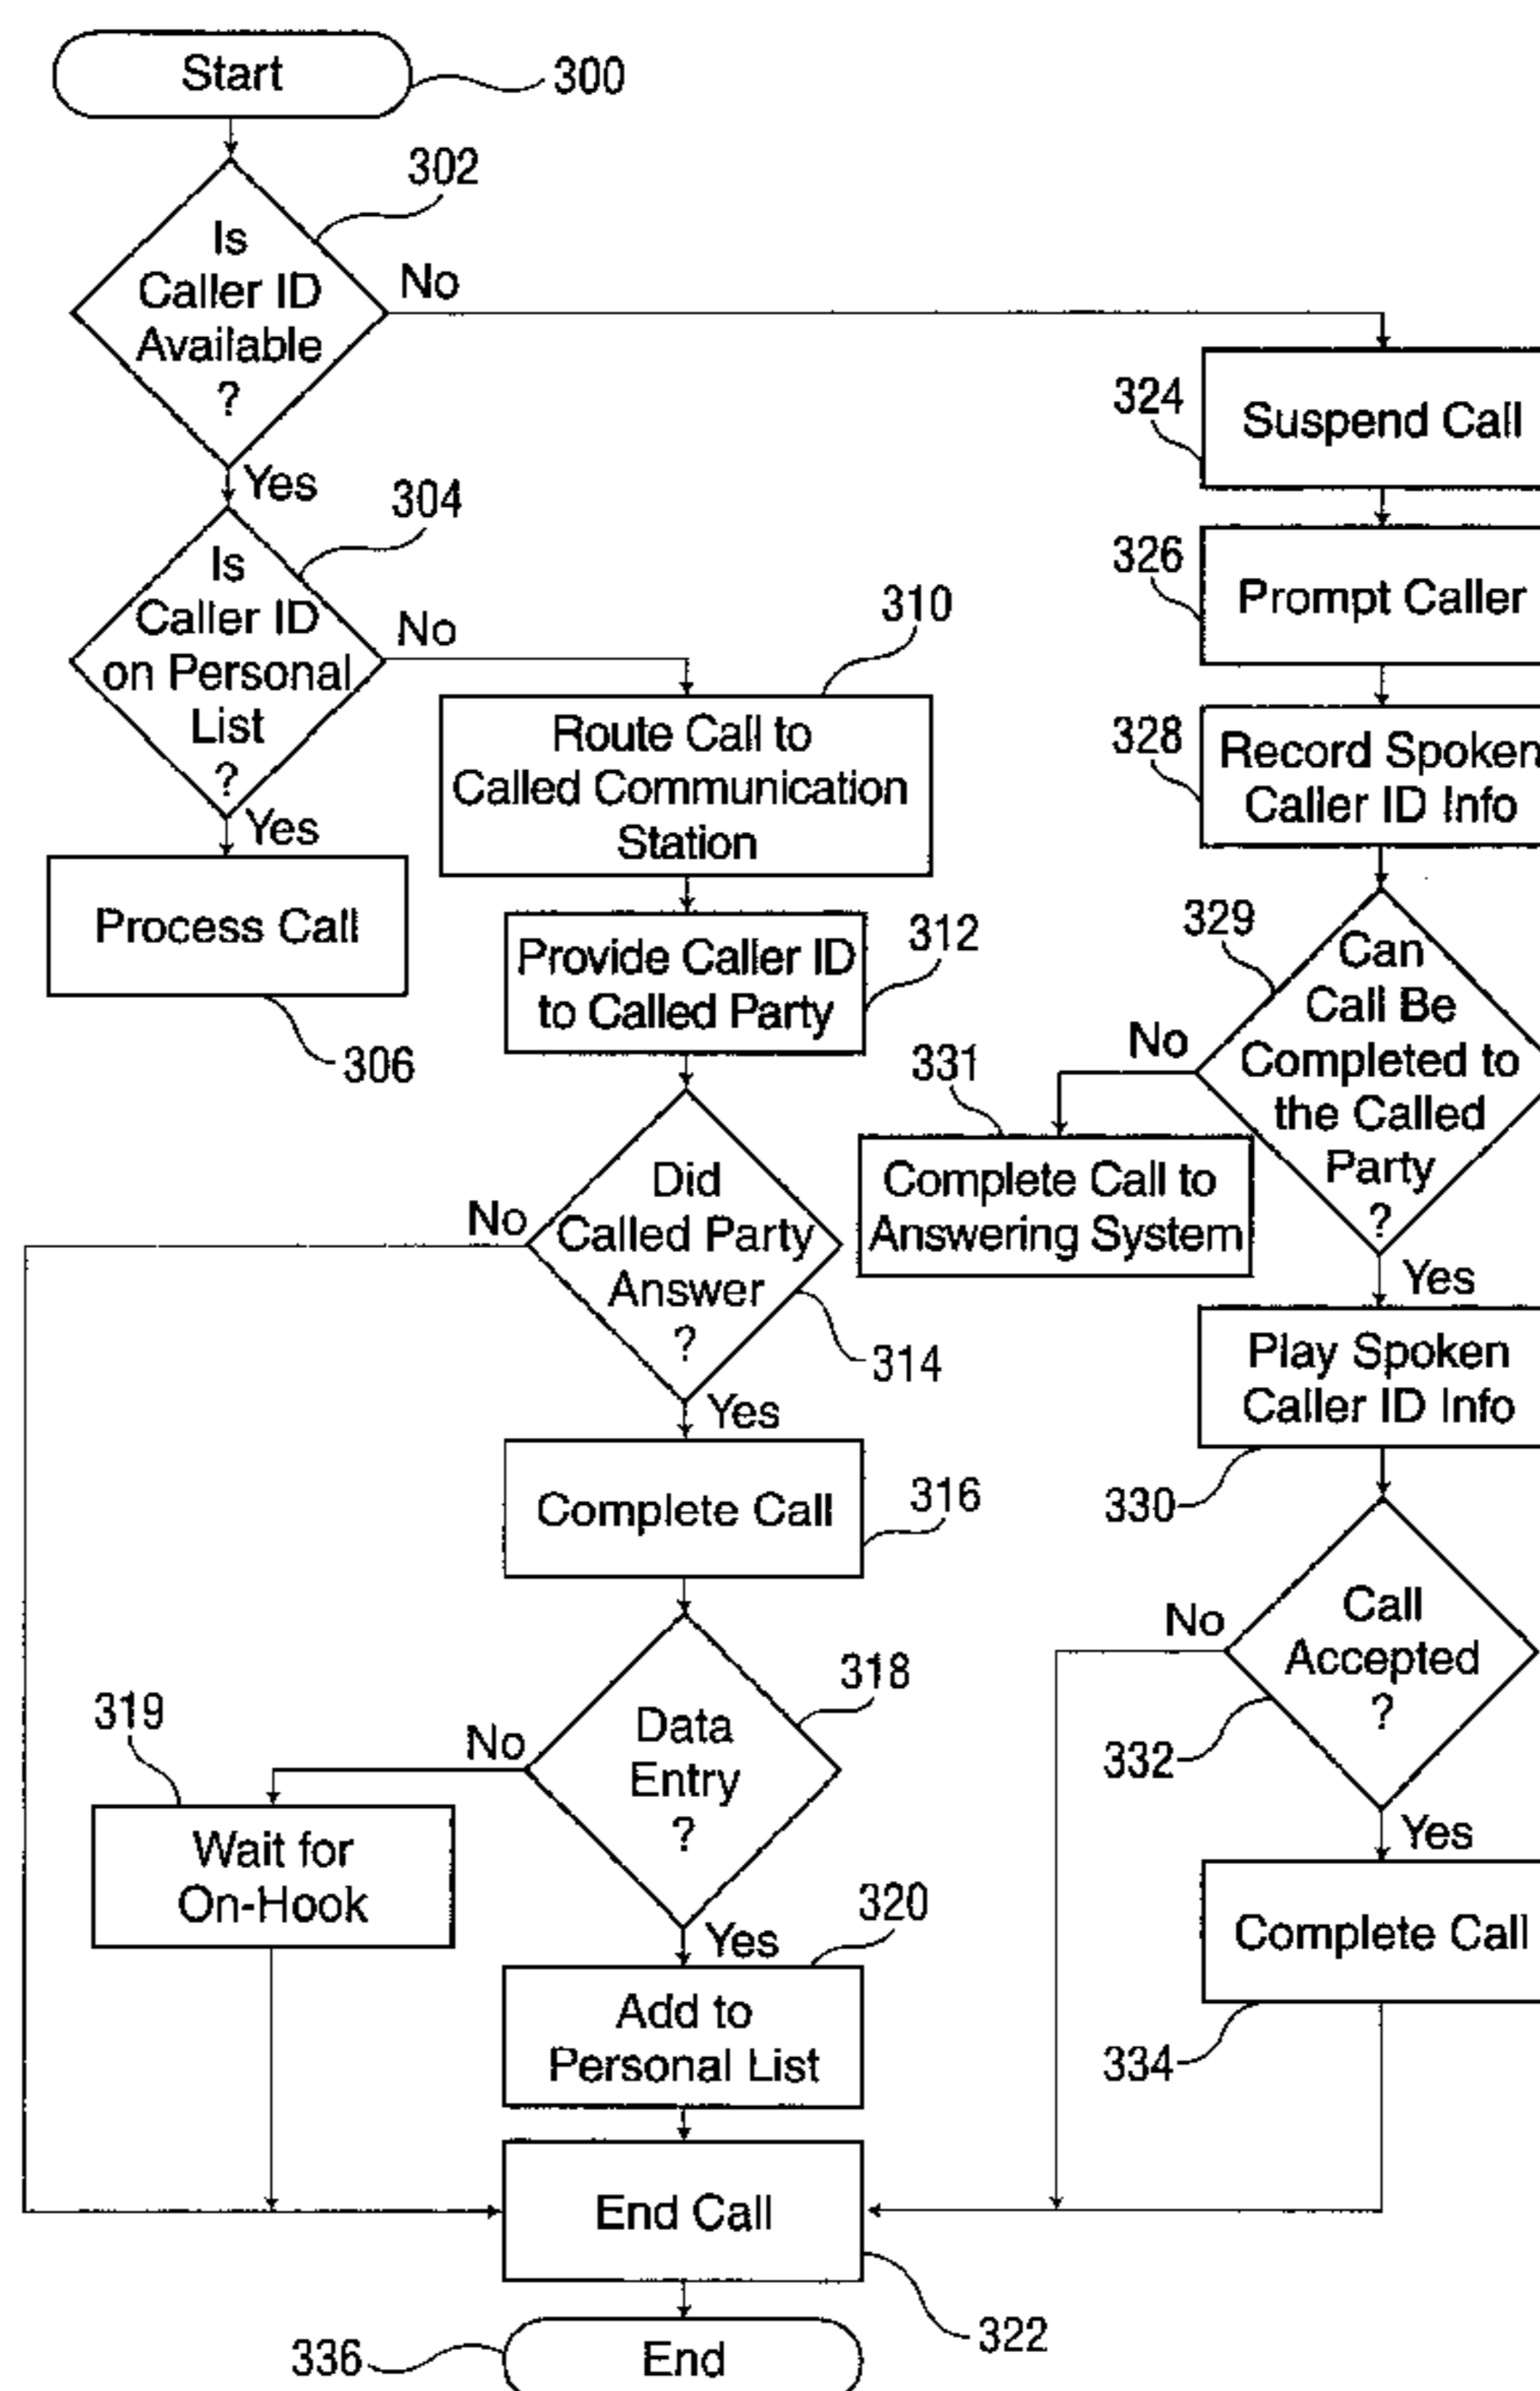 Start
300
302
Is
Caller ID
Available
?
No
Yes
304
Is
Caller ID
on Personal
List
?
No
Yes
Process Call
306
310
Route Call to
Called Communication
Station
Provide Caller ID
to Called Party
312
Did
Called Party
Answer
?
No
314
Yes
Complete Call
316
318
Data
Entry
?
No
319
Wait for
On-Hook
Yes
320
Add to
Personal List
End Call
322
336
End
324
Suspend Call
326
Prompt Caller
328
Record Spoken
Caller ID Info
329
Can
Call Be
Completed to
the Called
Party
?
No
331
Complete Call to
Answering System
Yes
Play Spoken
Caller ID Info
330
Call
Accepted
?
No
332
Yes
Complete Call
334